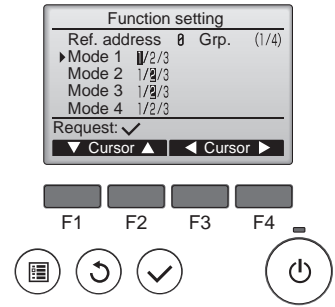 Function setting
Ref. address 0 Grp. (1/4)
Mode 1 1/2/3
Mode 2 1/2/3
Mode 3 1/2/3
Mode 4 1/2/3
Request: ✓
▼ Cursor ▲ ◀ Cursor ▶
F1 F2 F3 F4